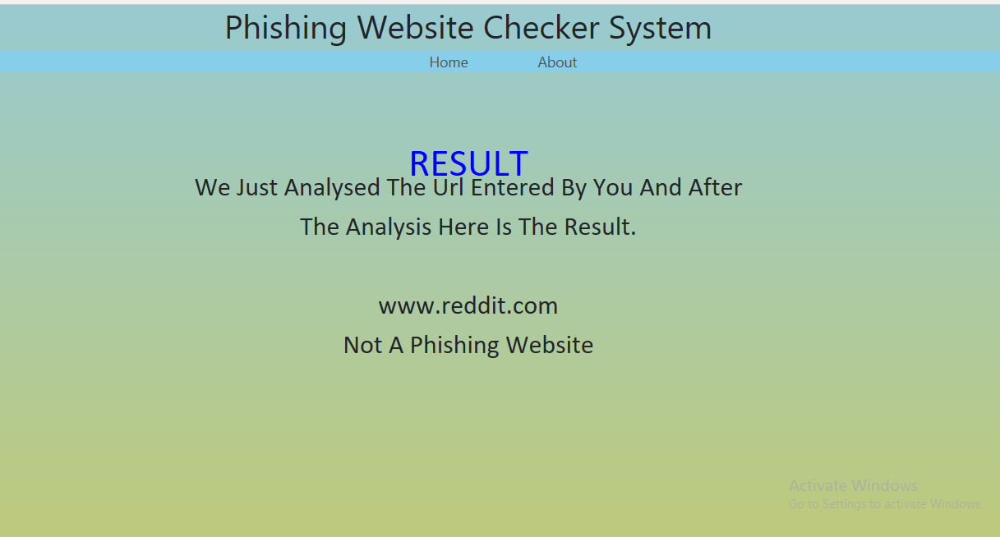 Phishing Website Checker System
Home About
RESULT
We Just Analysed The Url Entered By You And After
The Analysis Here Is The Result.
www.reddit.com
Not A Phishing Website
Activate Windows
Go to Settings to activate Windows.